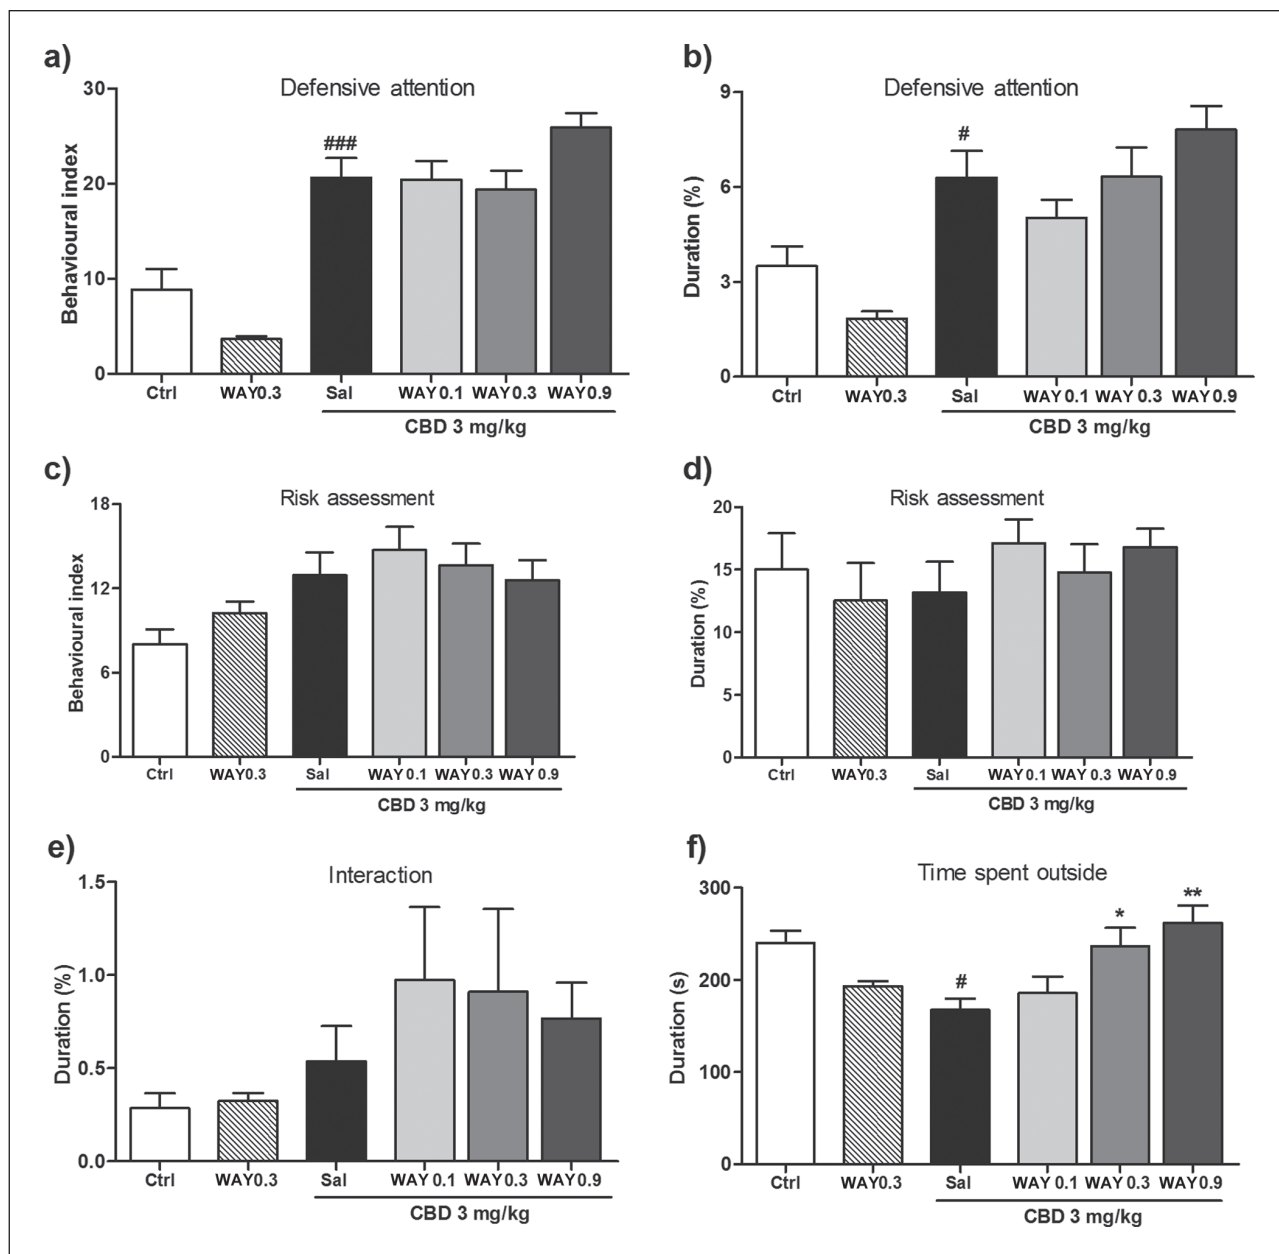 a)
Defensive attention
Behavioural index
30
20
10
0
###
Ctrl WAY0.3 Sal WAY 0.1 WAY 0.3 WAY 0.9
CBD 3 mg/kg
b)
Defensive attention
Duration (%)
9
6
3
0
#
Ctrl WAY0.3 Sal WAY 0.1 WAY 0.3 WAY 0.9
CBD 3 mg/kg
c)
Risk assessment
Behavioural index
18
12
6
0
Ctrl WAY0.3 Sal WAY 0.1 WAY 0.3 WAY 0.9
CBD 3 mg/kg
d)
Risk assessment
Duration (%)
20
15
10
5
0
Ctrl WAY0.3 Sal WAY 0.1 WAY 0.3 WAY 0.9
CBD 3 mg/kg
e)
Interaction
Duration (%)
1.5
1.0
0.5
0.0
Ctrl WAY0.3 Sal WAY 0.1 WAY 0.3 WAY 0.9
CBD 3 mg/kg
f)
Time spent outside
Duration (s)
300
200
100
0
# * **
Ctrl WAY0.3 Sal WAY 0.1 WAY 0.3 WAY 0.9
CBD 3 mg/kg